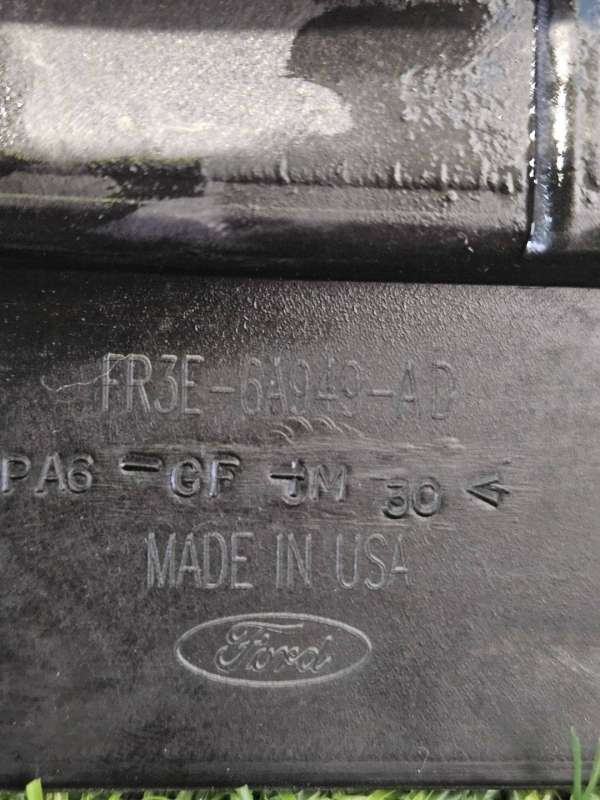 FR3E-6A949-AD
PA6-GF+M 30<
MADE IN USA
Ford